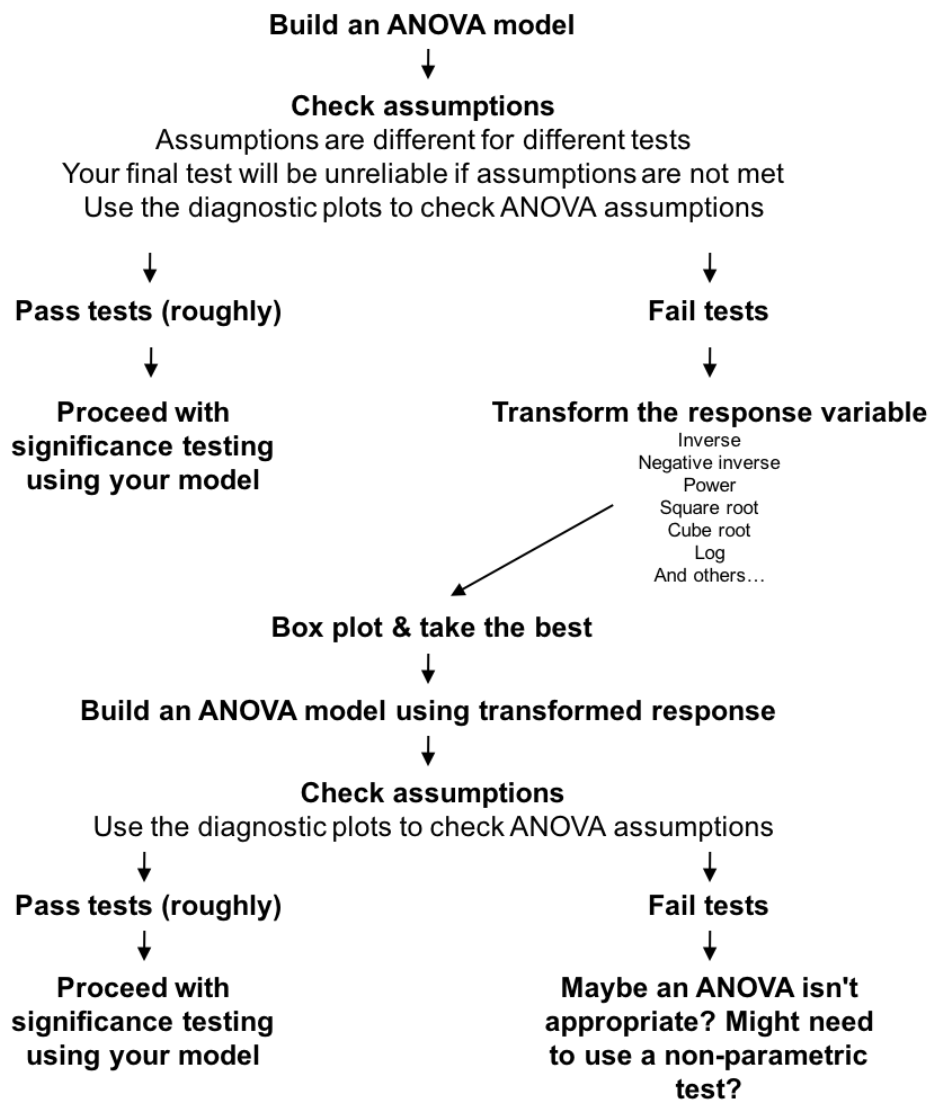 Build an ANOVA model
Check assumptions
Assumptions are different for different tests
Your final test will be unreliable if assumptions are not met
Use the diagnostic plots to check ANOVA assumptions
Pass tests (roughly)
Fail tests
Proceed with
significance testing
using your model
Transform the response variable
Inverse
Negative inverse
Power
Square root
Cube root
Log
And others…
Box plot & take the best
Build an ANOVA model using transformed response
Check assumptions
Use the diagnostic plots to check ANOVA assumptions
Pass tests (roughly)
Fail tests
Proceed with
significance testing
using your model
Maybe an ANOVA isn't
appropriate? Might need
to use a non-parametric
test?